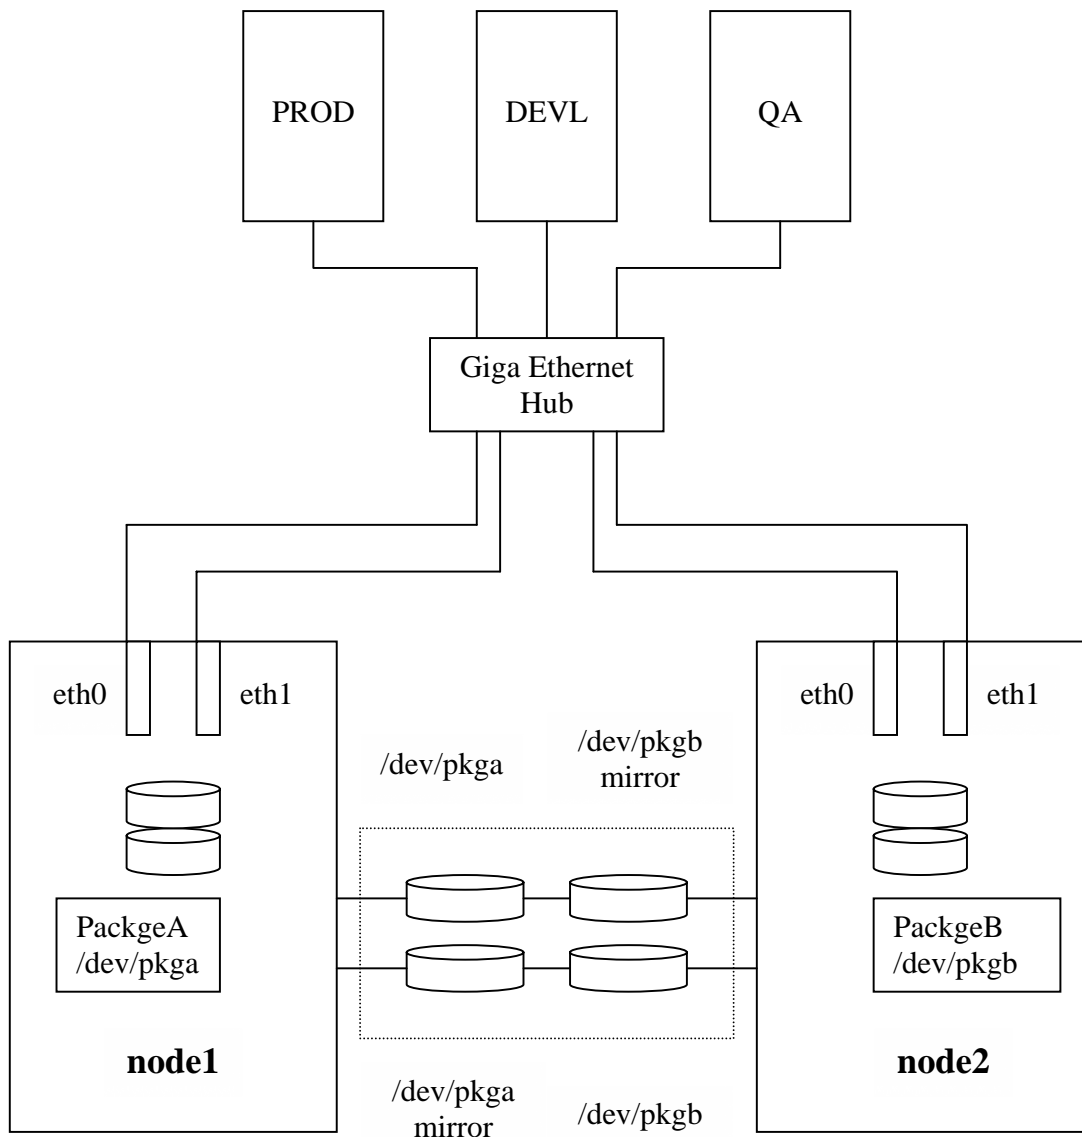 PROD
DEVL
QA
Giga Ethernet
Hub
eth0
eth1
eth0
eth1
/dev/pkga
/dev/pkgb
mirror
PackgeA
/dev/pkga
PackgeB
/dev/pkgb
node1
node2
/dev/pkga
mirror
/dev/pkgb